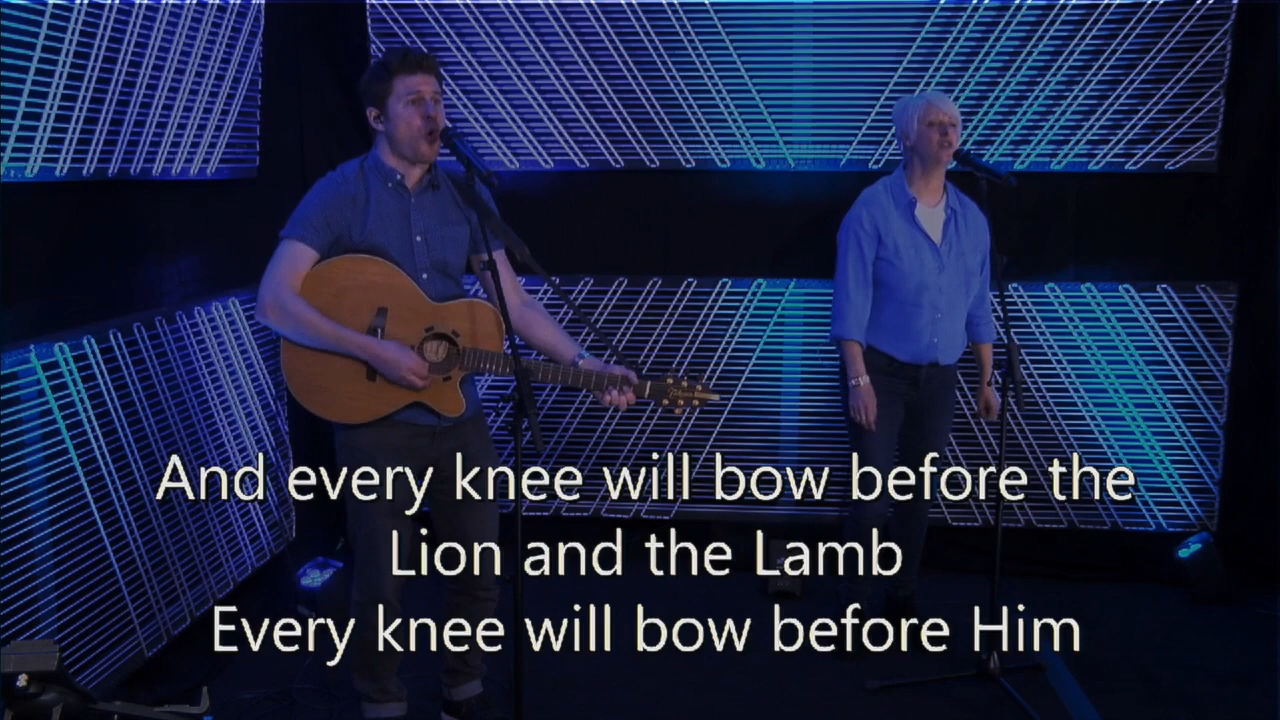 And every knee will bow before the
Lion and the Lamb
Every knee will bow before Him